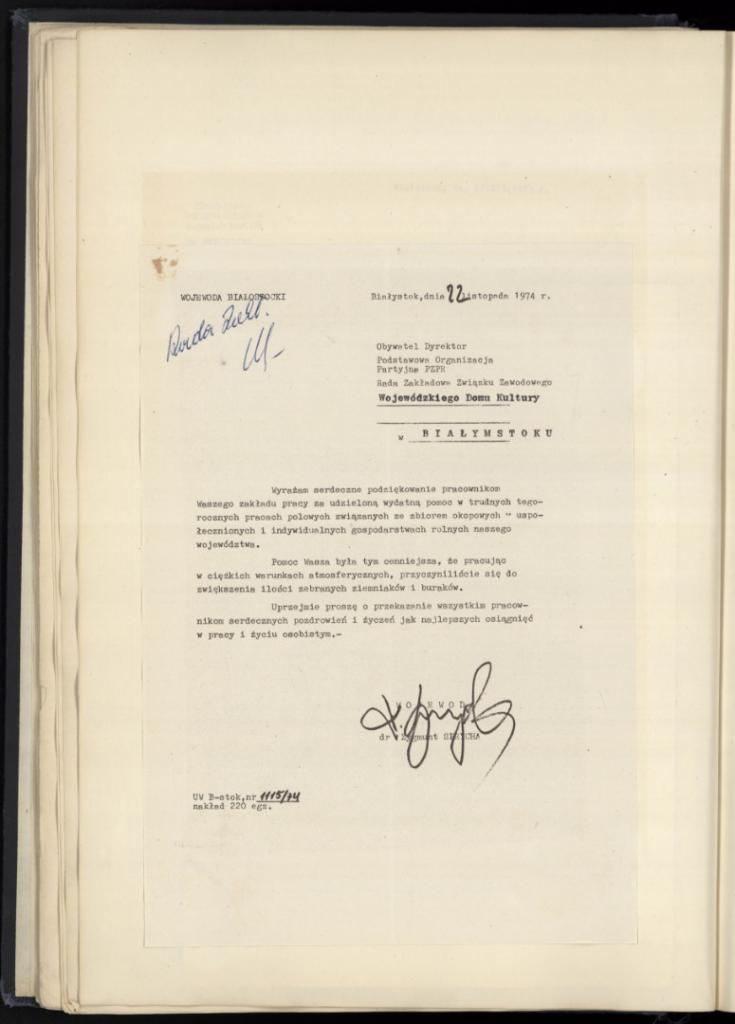 WOJEWODA BIAŁOSTOCKI
Białystok,dnia 22 listopada 1974 r.
Rada Zakł.
Obywatel Dyrektor
Podstawowa Organizacja
Partyjna PZPR
Rada Zakładowa Związku Zawodowego
Wojewódzkiego Domu Kultury
w B I A Ł Y M S T O K U
Wyrażam serdeczne podziękowanie pracownikom
Waszego zakładu pracy za udzieloną wydatną pomoc w trudnych tego-
rocznych pracach polowych związanych ze zbiorem okopowych w uspo-
łecznionych i indywidualnych gospodarstwach rolnych naszego
województwa.
Pomoc Wasza była tym cenniejsza, że pracując
w ciężkich warunkach atmosferycznych, przyczyniliście się do
zwiększenia ilości zebranych ziemniaków i buraków.
Uprzejmie proszę o przekazanie wszystkim pracow-
nikom serdecznych pozdrowień i życzeń jak najlepszych osiągnięć
w pracy i życiu osobistym.-
W O J E W O D A
dr Zygmunt
UW B-stok,nr 1115/74
nakład 220 egz.